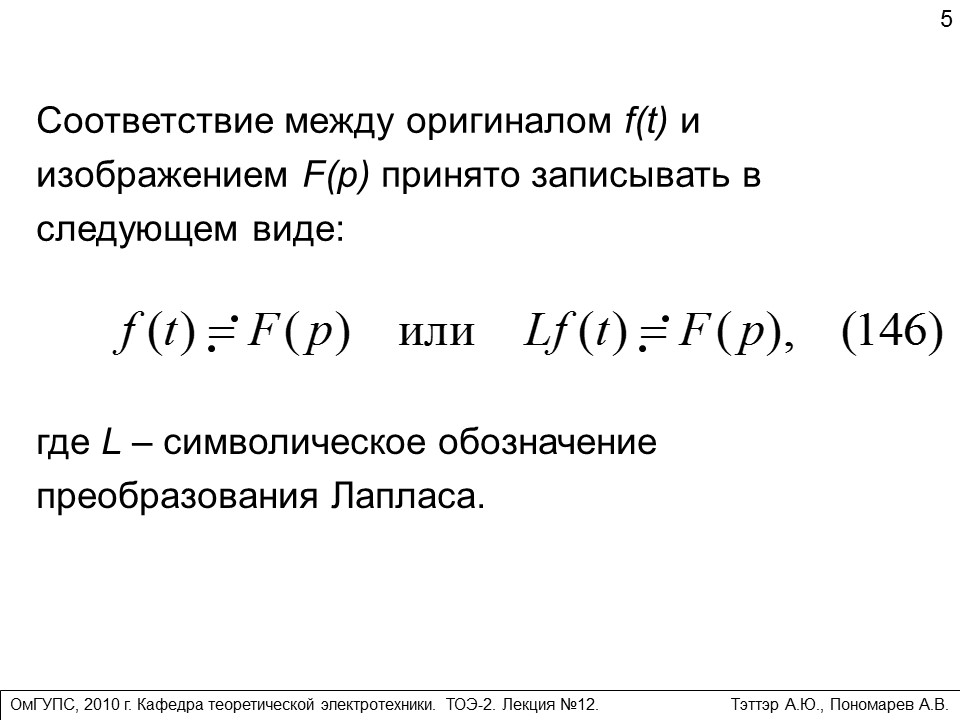 5
Соответствие между оригиналом f(t) и
изображением F(p) принято записывать в
следующем виде:
f(t) ≓ F(p) или Lf(t) ≓ F(p), (146)
где L – символическое обозначение
преобразования Лапласа.
ОмГУПС, 2010 г. Кафедра теоретической электротехники. ТОЭ-2. Лекция №12. Тэттэр А.Ю., Пономарев А.В.